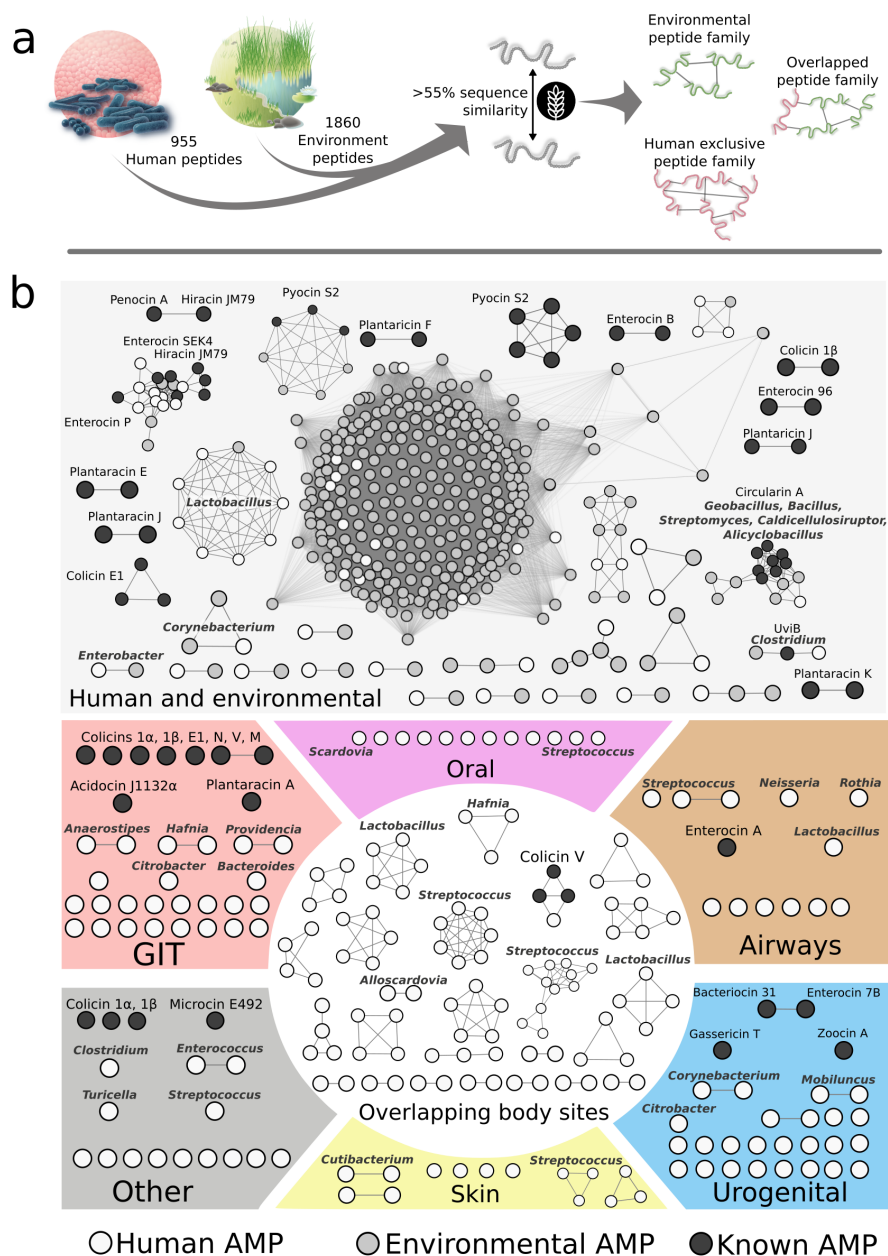 a
955
Human peptides
1860
Environment
peptides
>55% sequence
similarity
Environmental
peptide family
Overlapped
peptide family
Human exclusive
peptide family
b
Penocin A
Hiracin JM79
Pyocin S2
Plantaricin F
Pyocin S2
Enterocin B
Enterocin SEK4
Hiracin JM79
Colicin 1β
Enterocin 96
Enterocin P
Plantaricin J
Plantaracin E
Lactobacillus
Circularin A
Geobacillus, Bacillus,
Streptomyces, Caldicellulosiruptor,
Alicyclobacillus
Plantaracin J
Colicin E1
Corynebacterium
UviB
Clostridium
Enterobacter
Plantaracin K
Human and environmental
Colicins 1α, 1β, E1, N, V, M
Acidocin J1132α
Plantaracin A
Anaerostipes
Hafnia
Providencia
Citrobacter
Bacteroides
GIT
Scardovia
Streptococcus
Oral
Streptococcus
Neisseria
Rothia
Enterocin A
Lactobacillus
Airways
Hafnia
Lactobacillus
Colicin V
Streptococcus
Streptococcus
Lactobacillus
Alloscardovia
Overlapping body sites
Colicin 1α, 1β
Microcin E492
Clostridium
Enterococcus
Turicella
Streptococcus
Other
Cutibacterium
Streptococcus
Skin
Bacteriocin 31
Enterocin 7B
Gassericin T
Zoocin A
Corynebacterium
Mobiluncus
Citrobacter
Urogenital
Human AMP
Environmental AMP
Known AMP